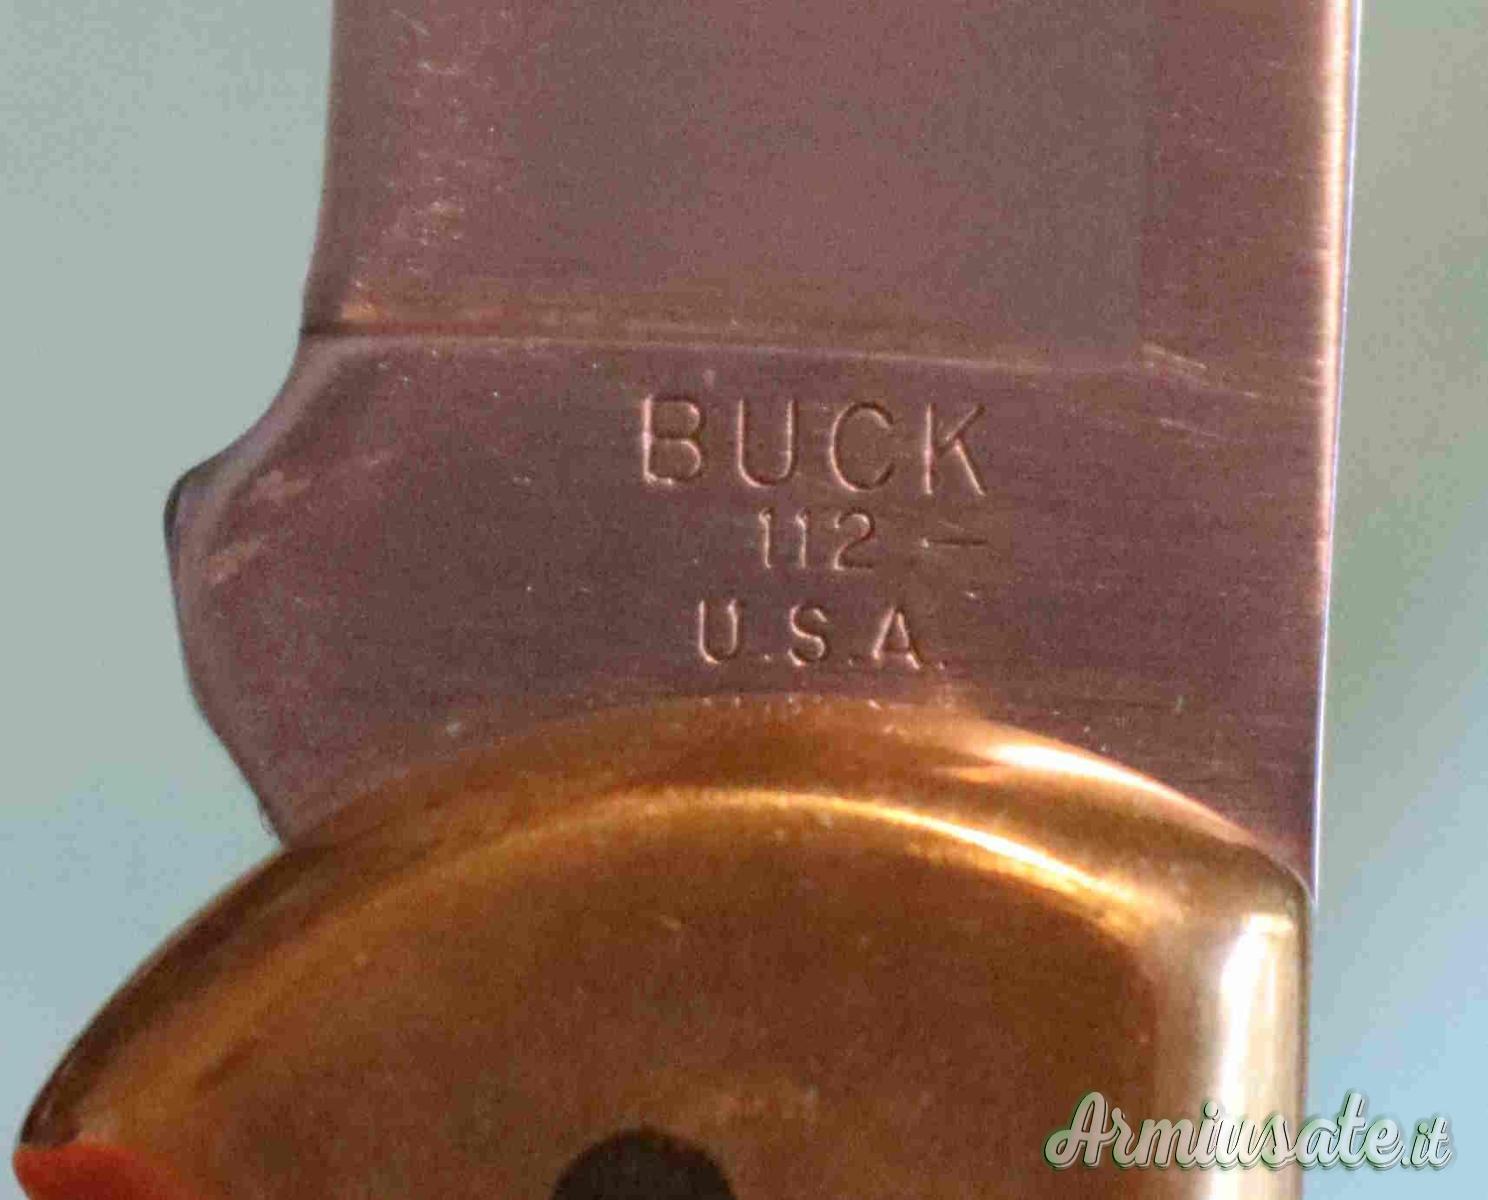 BUCK
112 —
U.S.A.
Armiusate.it